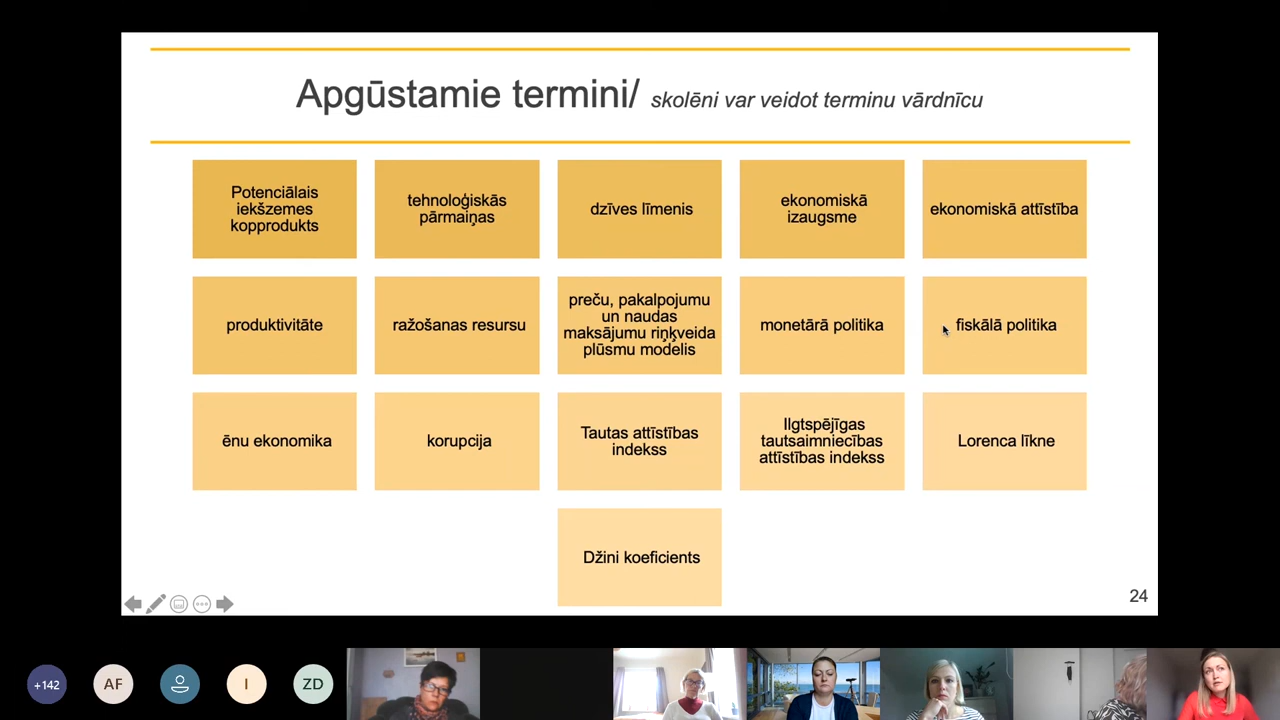 Apgūstamie termini/ skolēni var veidot terminu vārdnīcu
Potenciālais
iekšzemes
kopprodukts
tehnoloģiskās
pārmaiņas
dzīves līmenis
ekonomiskā
izaugsme
ekonomiskā attīstība
produktivitāte
ražošanas resursu
preču, pakalpojumu
un naudas
maksājumu riņķveida
plūsmu modelis
monetārā politika
fiskālā politika
ēnu ekonomika
korupcija
Tautas attīstības
indekss
Ilgtspējīgas
tautsaimniecības
attīstības indekss
Lorenca līkne
Džini koeficients
24
+142
AF
I
ZD